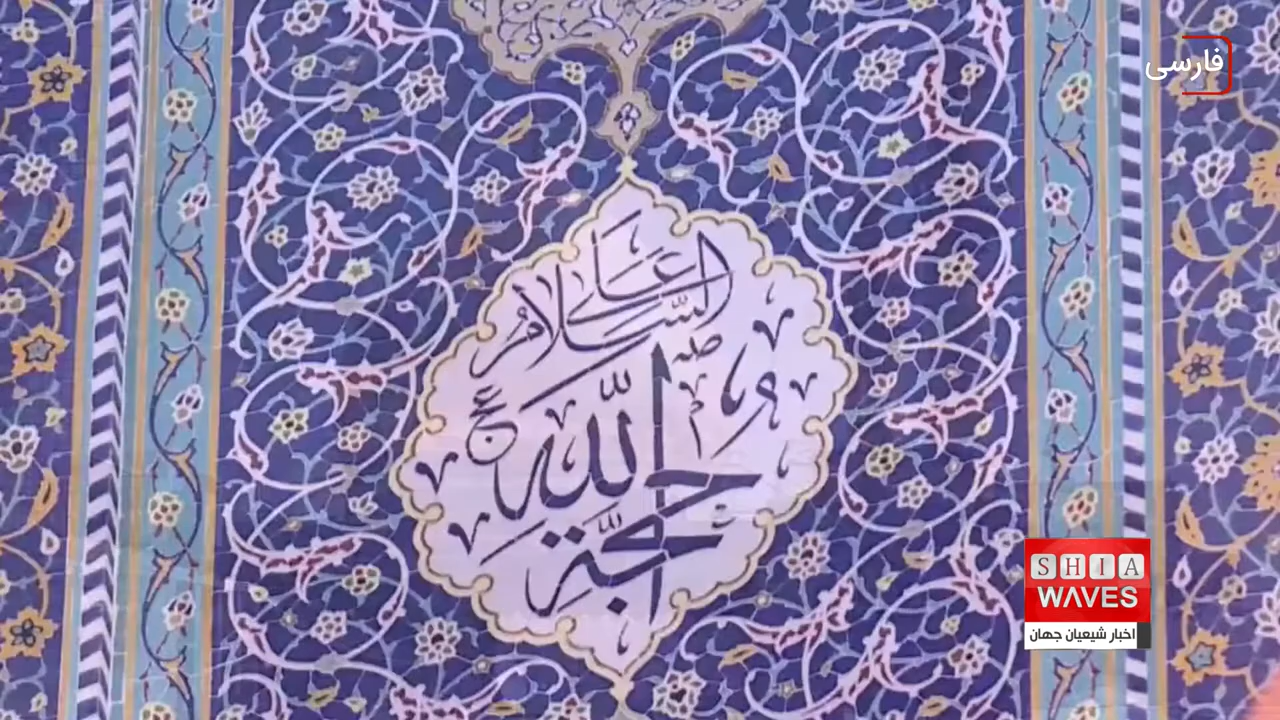 فارسی
السلام علی
حجة الله
عج
SHIA
WAVES
اخبار شیعیان جهان